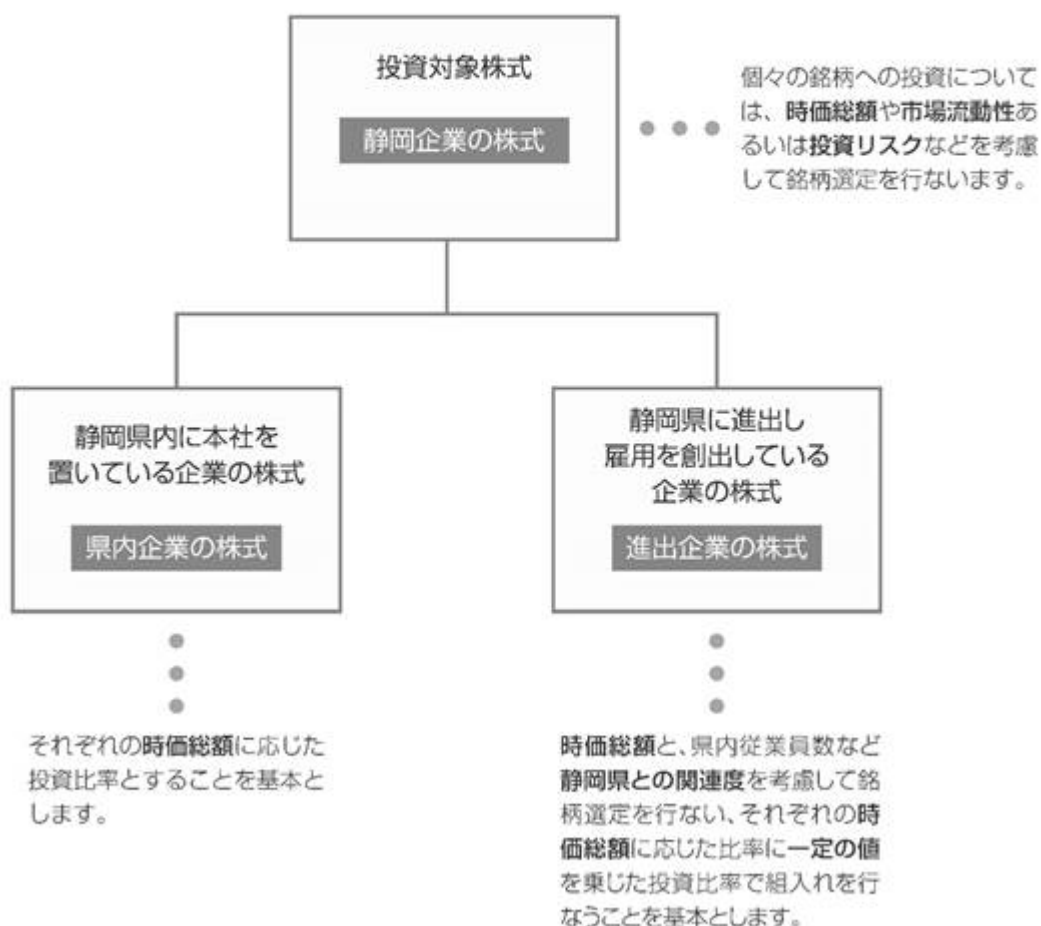 投資対象株式
静岡企業の株式
個々の銘柄への投資について
は、時価総額や市場流動性あ
るいは投資リスクなどを考慮
して銘柄選定を行ないます。
静岡県内に本社を
置いている企業の株式
県内企業の株式
静岡県に進出し
雇用を創出している
企業の株式
進出企業の株式
それぞれの時価総額に応じた
投資比率とすることを基本と
します。
時価総額と、県内従業員数など
静岡県との関連度を考慮して銘
柄選定を行ない、それぞれの時
価総額に応じた比率に一定の値
を乗じた投資比率で組入れを行
なうことを基本とします。